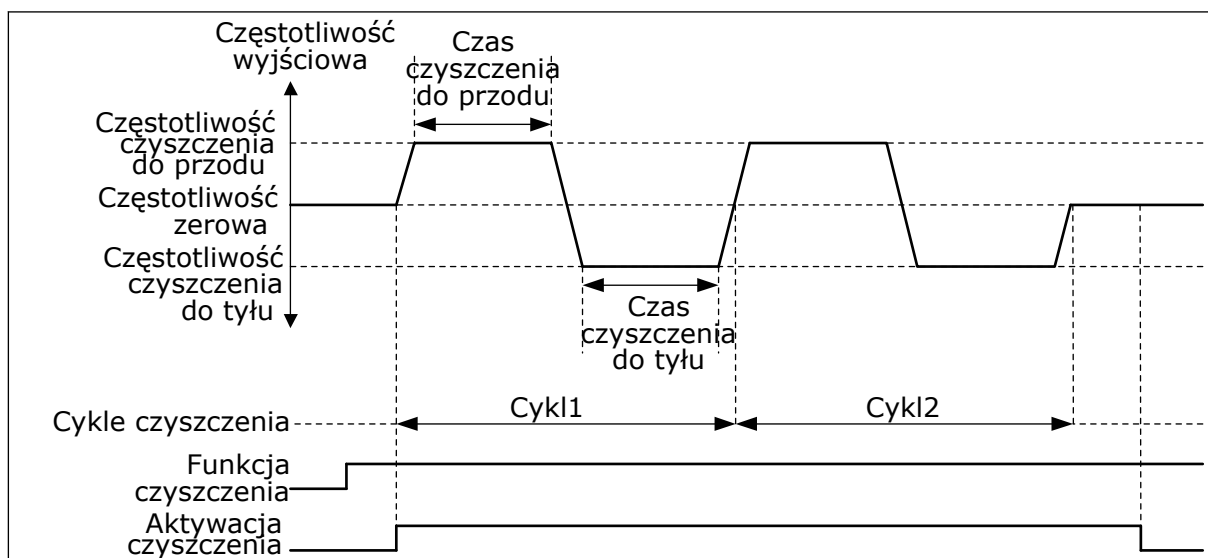 Częstotliwość
wyjściowa
Czas
czyszczenia
do przodu
Częstotliwość
czyszczenia
do przodu
Częstotliwość
zerowa
Częstotliwość
czyszczenia
do tyłu
Czas
czyszczenia
do tyłu
Cykle czyszczenia
Cykl1
Cykl2
Funkcja
czyszczenia
Aktywacja
czyszczenia